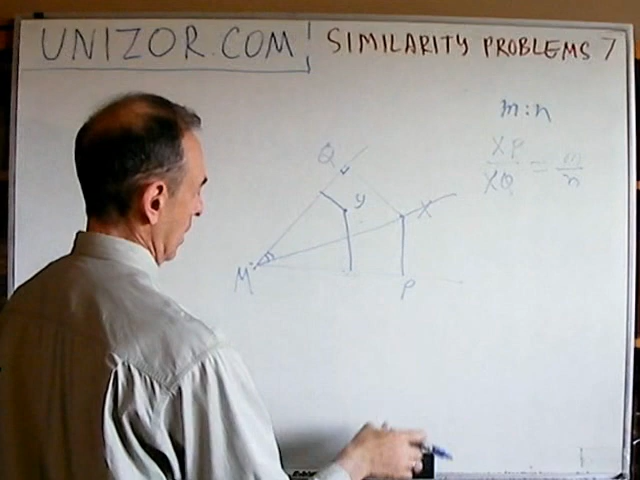 UNIZOR.COM
SIMILARITY PROBLEMS 7
m:n
XP/XQ = m/n
Q
y
X
M
P